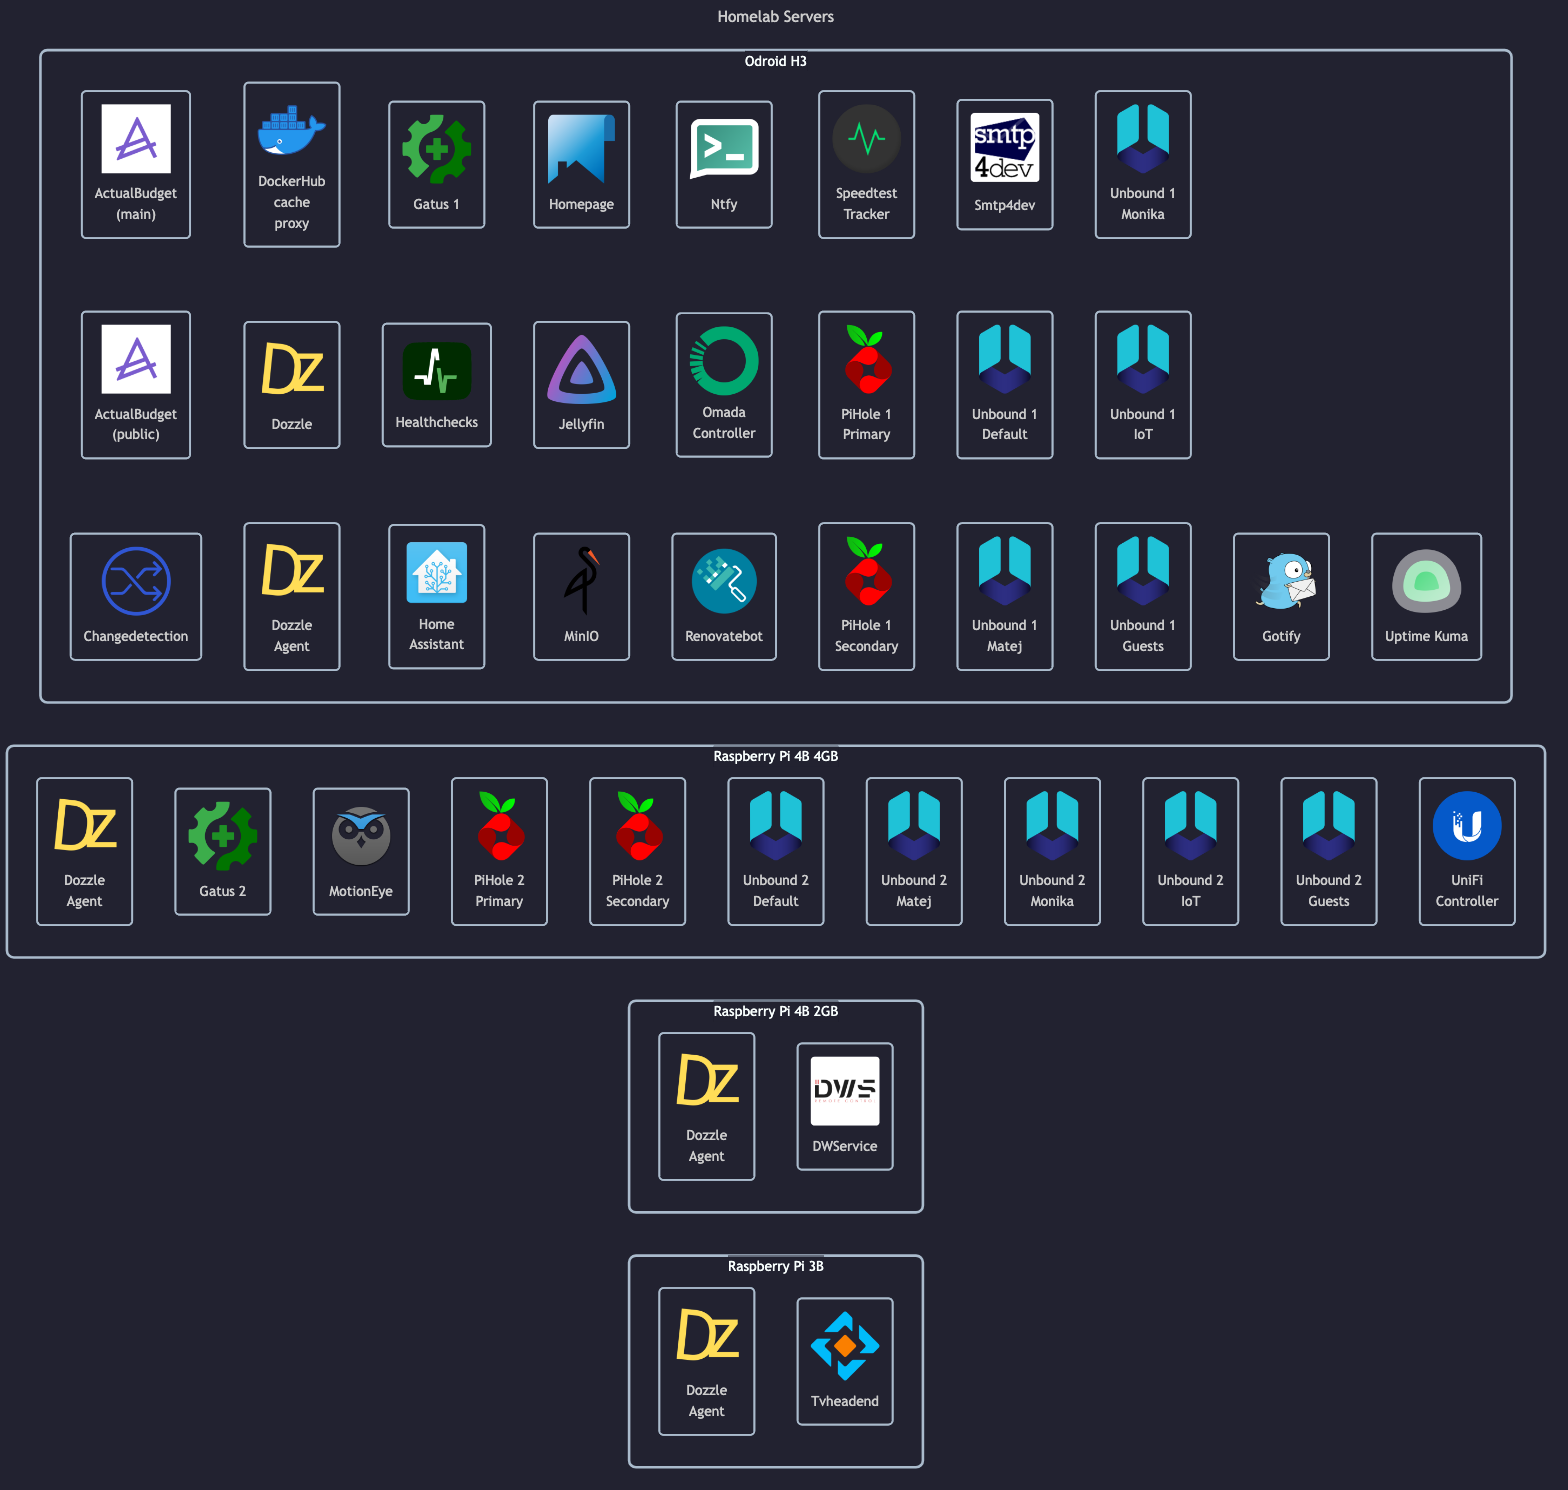 Homelab Servers
Odroid H3
ActualBudget
(main)
DockerHub
cache
proxy
Gatus 1
Homepage
Ntfy
Speedtest
Tracker
smtp
4dev
Smtp4dev
Unbound 1
Monika
ActualBudget
(public)
Dz
Dozzle
Healthchecks
Jellyfin
Omada
Controller
PiHole 1
Primary
Unbound 1
Default
Unbound 1
IoT
Changedetection
Dz
Dozzle
Agent
Home
Assistant
MinIO
Renovatebot
PiHole 1
Secondary
Unbound 1
Matej
Unbound 1
Guests
Gotify
Uptime Kuma
Raspberry Pi 4B 4GB
Dz
Dozzle
Agent
Gatus 2
MotionEye
PiHole 2
Primary
PiHole 2
Secondary
Unbound 2
Default
Unbound 2
Matej
Unbound 2
Monika
Unbound 2
IoT
Unbound 2
Guests
U
UniFi
Controller
Raspberry Pi 4B 2GB
Dz
Dozzle
Agent
DWS
DWService
Raspberry Pi 3B
Dz
Dozzle
Agent
Tvheadend